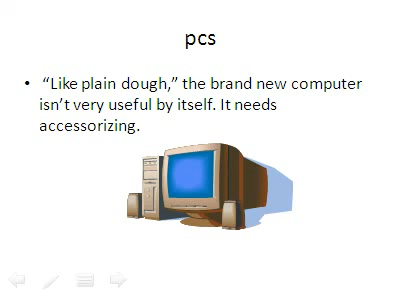 pcs
• “Like plain dough,” the brand new computer
isn’t very useful by itself. It needs
accessorizing.